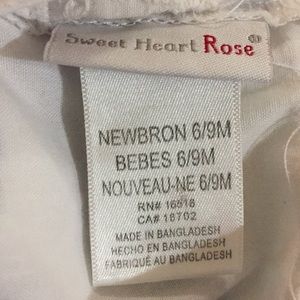 Sweet Heart Rose®
NEWBRON 6/9M
BEBES 6/9M
NOUVEAU-NE 6/9M
RN# 16818
CA# 18702
MADE IN BANGLADESH
HECHO EN BANGLADESH
FABRIQUÉ AU BANGLADESH